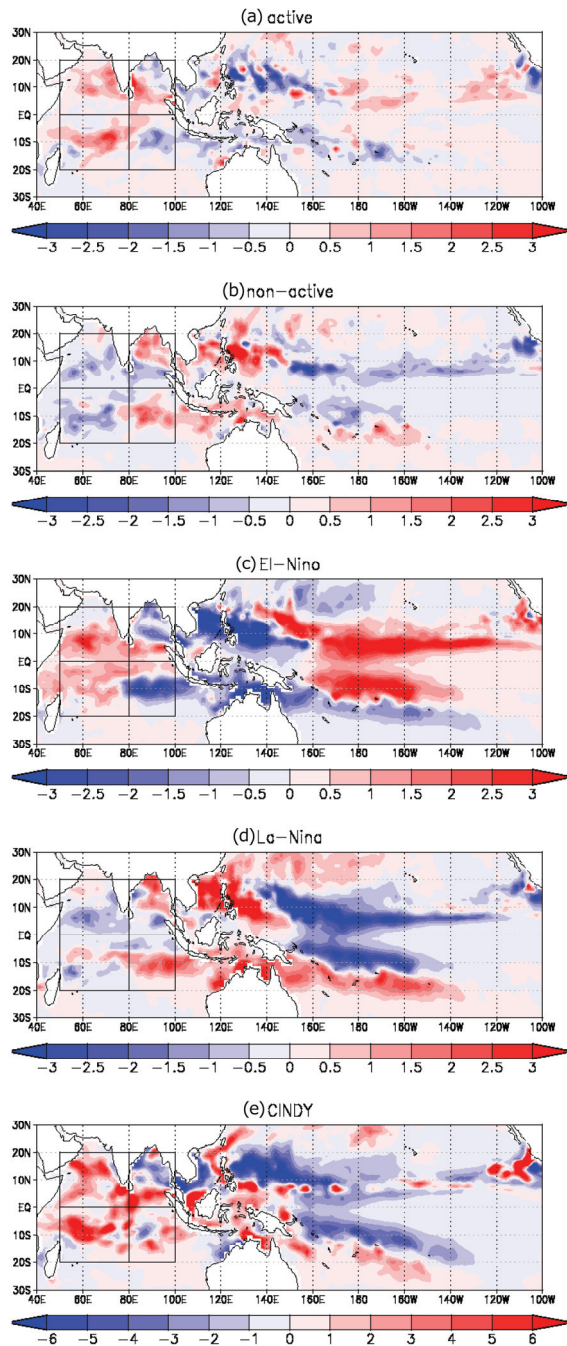 (a) active
30N
20N
10N
EQ
10S
20S
30S
40E 60E 80E 100E 120E 140E 160E 180 160W 140W 120W 100W
−3 −2.5 −2 −1.5 −1 −0.5 0 0.5 1 1.5 2 2.5 3
(b) non−active
30N
20N
10N
EQ
10S
20S
30S
40E 60E 80E 100E 120E 140E 160E 180 160W 140W 120W 100W
−3 −2.5 −2 −1.5 −1 −0.5 0 0.5 1 1.5 2 2.5 3
(c) El−Nino
30N
20N
10N
EQ
10S
20S
30S
40E 60E 80E 100E 120E 140E 160E 180 160W 140W 120W 100W
−3 −2.5 −2 −1.5 −1 −0.5 0 0.5 1 1.5 2 2.5 3
(d) La−Nina
30N
20N
10N
EQ
10S
20S
30S
40E 60E 80E 100E 120E 140E 160E 180 160W 140W 120W 100W
−3 −2.5 −2 −1.5 −1 −0.5 0 0.5 1 1.5 2 2.5 3
(e) CINDY
30N
20N
10N
EQ
10S
20S
30S
40E 60E 80E 100E 120E 140E 160E 180 160W 140W 120W 100W
−6 −5 −4 −3 −2 −1 0 1 2 3 4 5 6